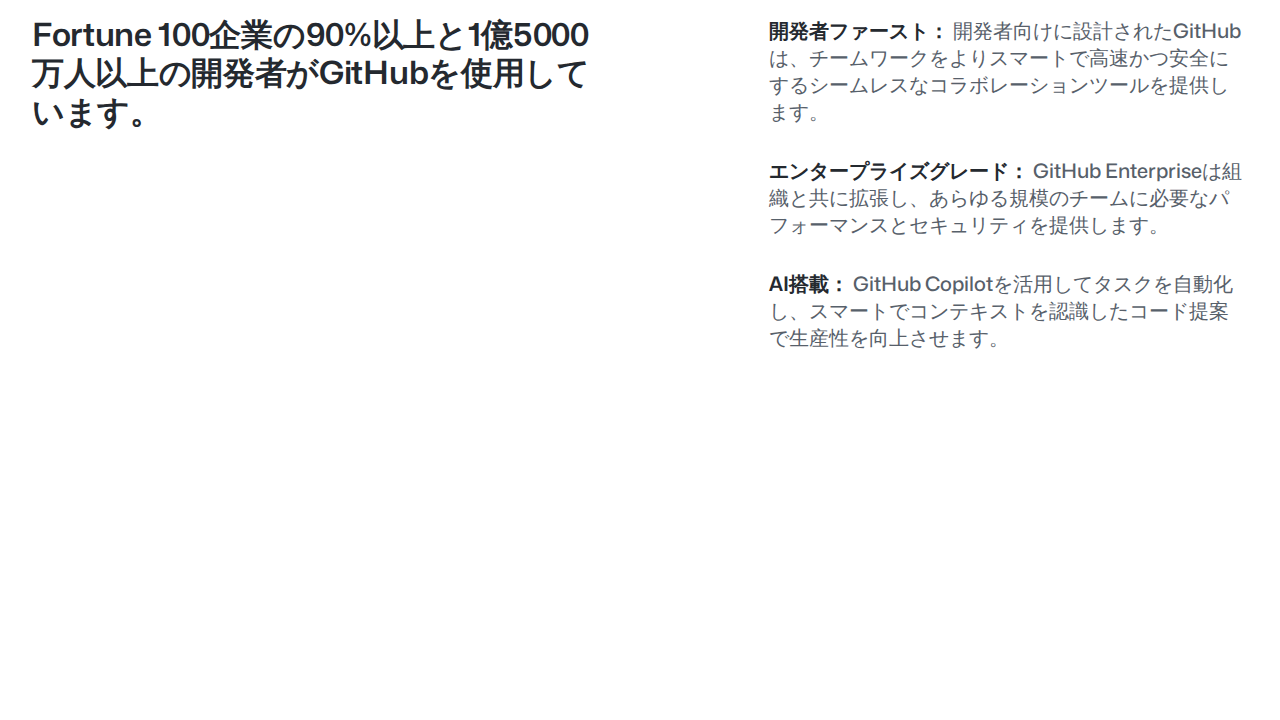 Fortune 100企業の90%以上と1億5000
万人以上の開発者がGitHubを使用して
います。
開発者ファースト： 開発者向けに設計されたGitHub
は、チームワークをよりスマートで高速かつ安全に
するシームレスなコラボレーションツールを提供し
ます。
エンタープライズグレード： GitHub Enterpriseは組
織と共に拡張し、あらゆる規模のチームに必要なパ
フォーマンスとセキュリティを提供します。
AI搭載： GitHub Copilotを活用してタスクを自動化
し、スマートでコンテキストを認識したコード提案
で生産性を向上させます。